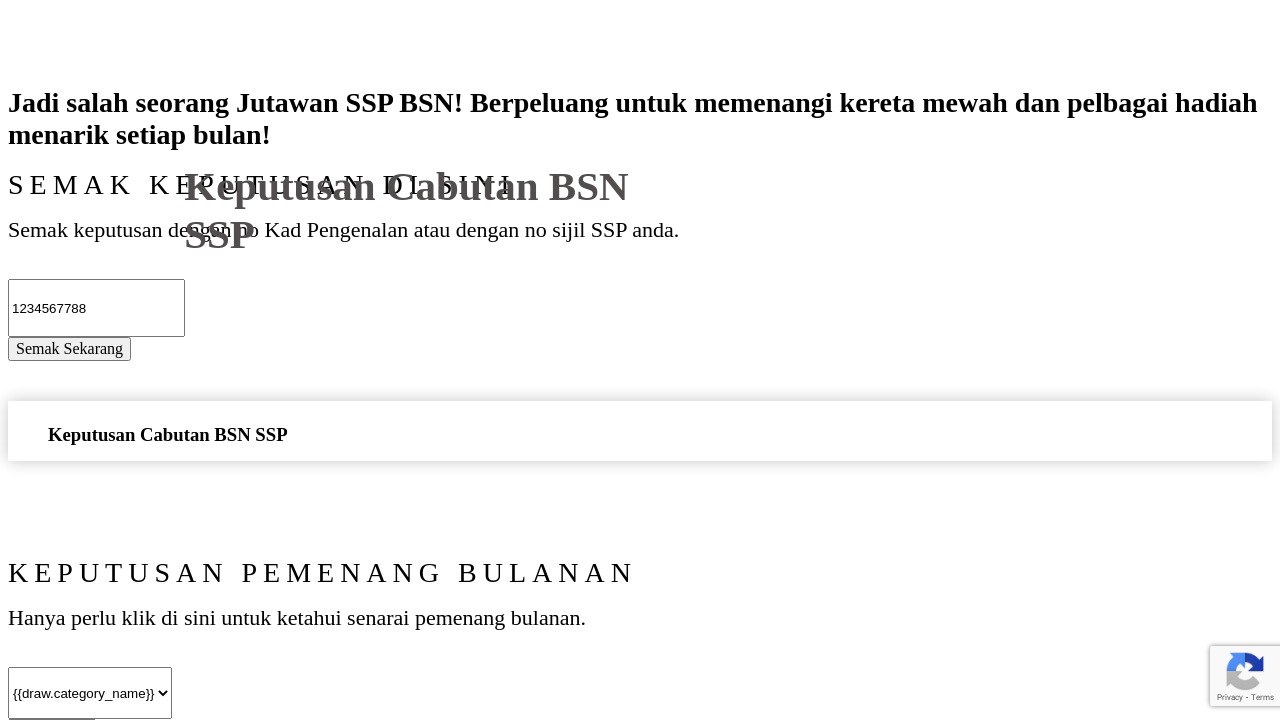 Jadi salah seorang Jutawan SSP BSN! Berpeluang untuk memenangi kereta mewah dan pelbagai hadiah
menarik setiap bulan!
SEMAK KEPUTUSAN DI SINI
Keputusan Cabutan BSN
SSP
Semak keputusan dengan no Kad Pengenalan atau dengan no sijil SSP anda.
1234567788
Semak Sekarang
Keputusan Cabutan BSN SSP
KEPUTUSAN PEMENANG BULANAN
Hanya perlu klik di sini untuk ketahui senarai pemenang bulanan.
{{draw.category_name}}
Privacy - Terms